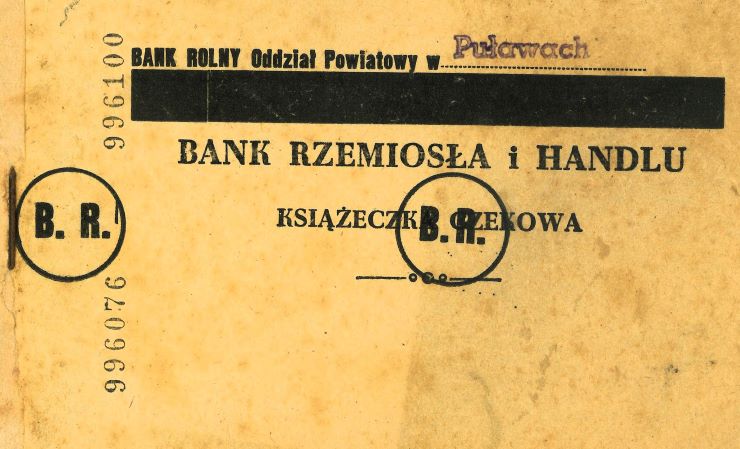 BANK ROLNY Oddział Powiatowy w Puławach
BANK RZEMIOSŁA i HANDLU
KSIĄŻECZKA CZEKOWA
B. R.
B. R.
996100
996076